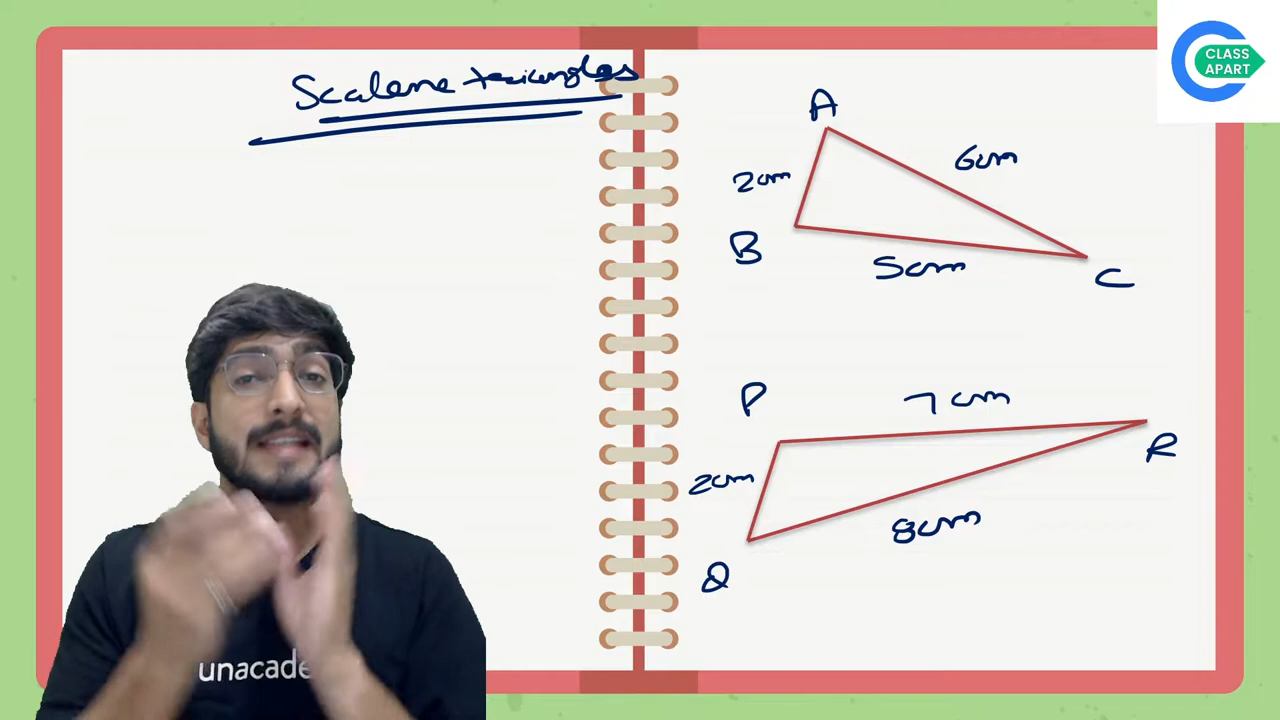 Scalene triangles
CLASS
APART
A
6cm
2cm
B
5cm
C
P
7cm
R
2cm
8cm
Q
unacade